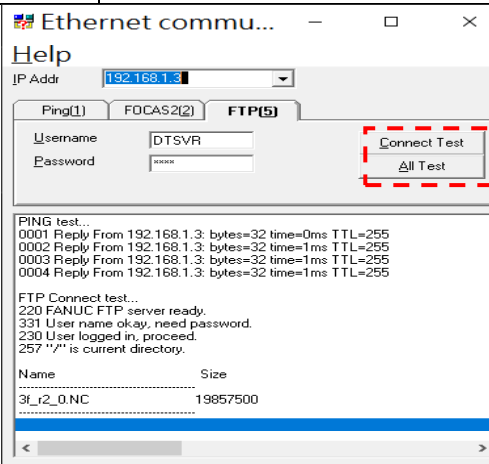 Ethernet commu...
Help
IP Addr 192.168.1.3
Ping(1) FOCAS2(2) FTP(5)
Username DTSVR Connect Test
Password **** All Test
PING test...
0001 Reply From 192.168.1.3: bytes=32 time=0ms TTL=255
0002 Reply From 192.168.1.3: bytes=32 time=1ms TTL=255
0003 Reply From 192.168.1.3: bytes=32 time=1ms TTL=255
0004 Reply From 192.168.1.3: bytes=32 time=1ms TTL=255
FTP Connect test...
220 FANUC FTP server ready.
331 User name okay, need password.
230 User logged in, proceed.
257 "/" is current directory.
Name Size
--------------------------------------------
3f_r2_0.NC 19857500
--------------------------------------------